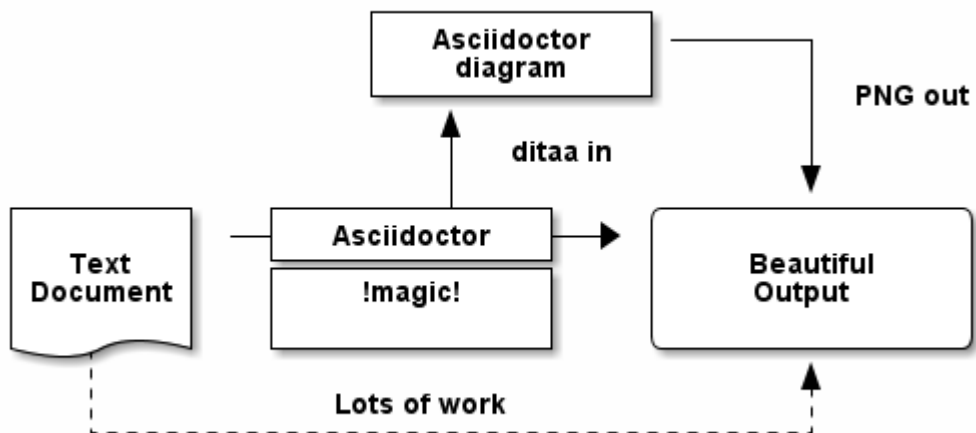 Asciidoctor
diagram
PNG out
ditaa in
Text
Document
Asciidoctor
!magic!
Beautiful
Output
Lots of work